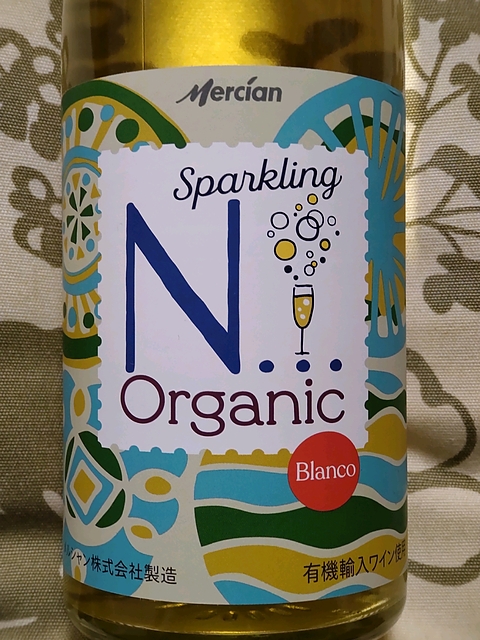 Mercian
Sparkling
N...
Organic
Blanco
ルシャン株式会社製造
有機輸入ワイン使用